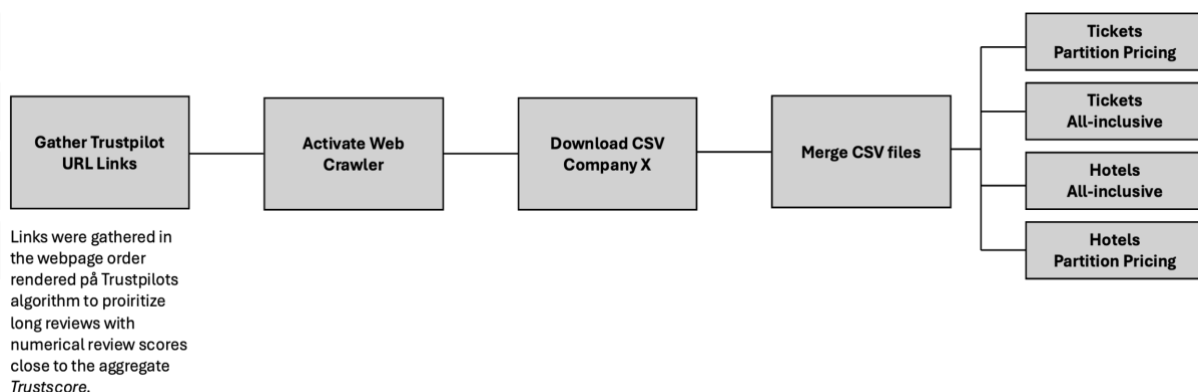 Gather Trustpilot
URL Links
Links were gathered in
the webpage order
rendered på Trustpilots
algorithm to proiritize
long reviews with
numerical review scores
close to the aggregate
Trustscore.
Activate Web
Crawler
Download CSV
Company X
Merge CSV files
Tickets
Partition Pricing
Tickets
All-inclusive
Hotels
All-inclusive
Hotels
Partition Pricing